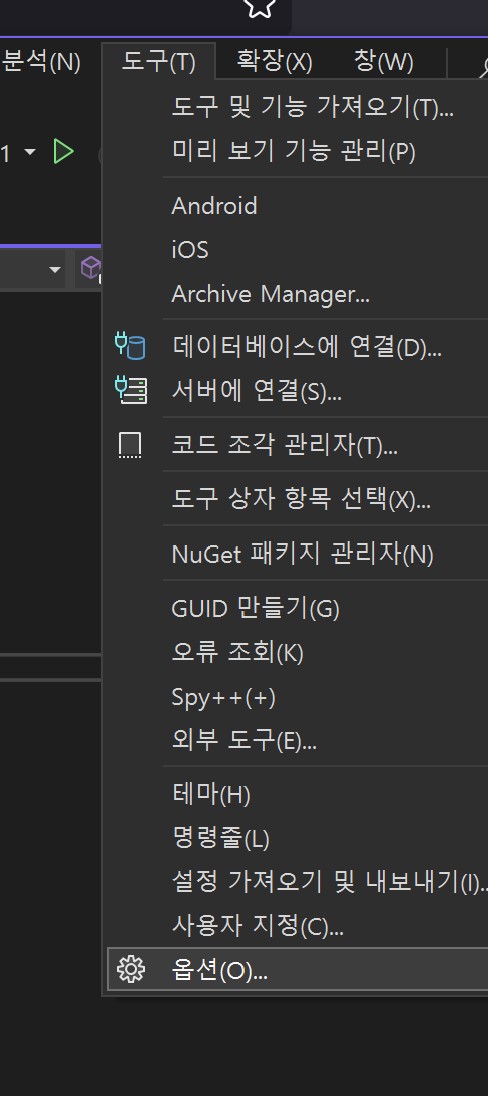 분석(N) 도구(T) 확장(X) 창(W)
도구 및 기능 가져오기(T)...
1
미리 보기 기능 관리(P)
Android
iOS
Archive Manager...
데이터베이스에 연결(D)...
서버에 연결(S)...
코드 조각 관리자(T)...
도구 상자 항목 선택(X)...
NuGet 패키지 관리자(N)
GUID 만들기(G)
오류 조회(K)
Spy++(+)
외부 도구(E)...
테마(H)
명령줄(L)
설정 가져오기 및 내보내기(I)...
사용자 지정(C)...
옵션(O)...